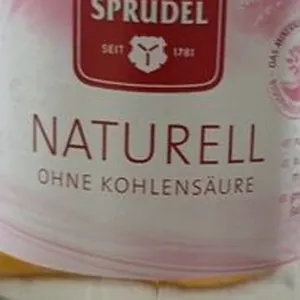 SPRUDEL
SEIT 1781
NATURELL
OHNE KOHLENSÄURE